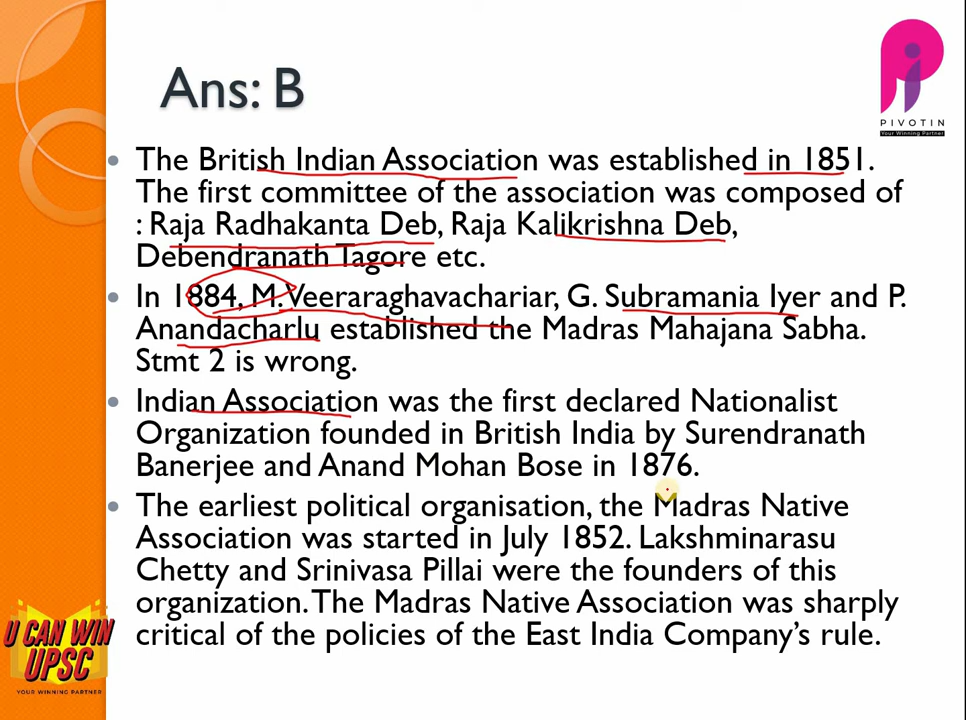 Ans: B
PIVOTIN
Your Winning Partner
The British Indian Association was established in 1851.
The first committee of the association was composed of
: Raja Radhakanta Deb, Raja Kalikrishna Deb,
Debendranath Tagore etc.
In 1884, M. Veeraraghavachariar, G. Subramania Iyer and P.
Anandacharlu established the Madras Mahajana Sabha.
Stmt 2 is wrong.
Indian Association was the first declared Nationalist
Organization founded in British India by Surendranath
Banerjee and Anand Mohan Bose in 1876.
The earliest political organisation, the Madras Native
Association was started in July 1852. Lakshminarasu
Chetty and Srinivasa Pillai were the founders of this
organization. The Madras Native Association was sharply
critical of the policies of the East India Company's rule.
U CAN WIN
UPSC
YOUR WINNING PARTNER